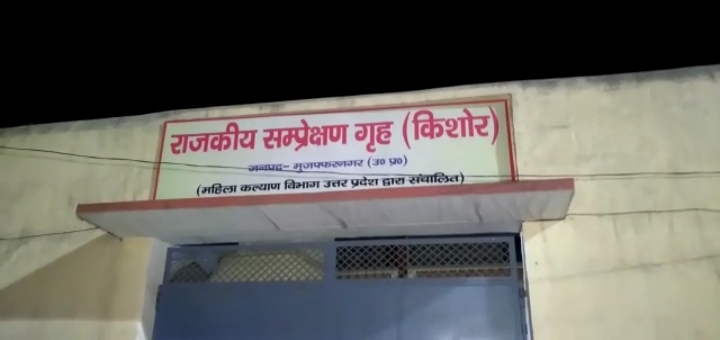 राजकीय सम्प्रेक्षण गृह (किशोर)
जनपद- मुजफ्फरनगर (उ० प्र०)
(महिला कल्याण विभाग उत्तर प्रदेश द्वारा संचालित)